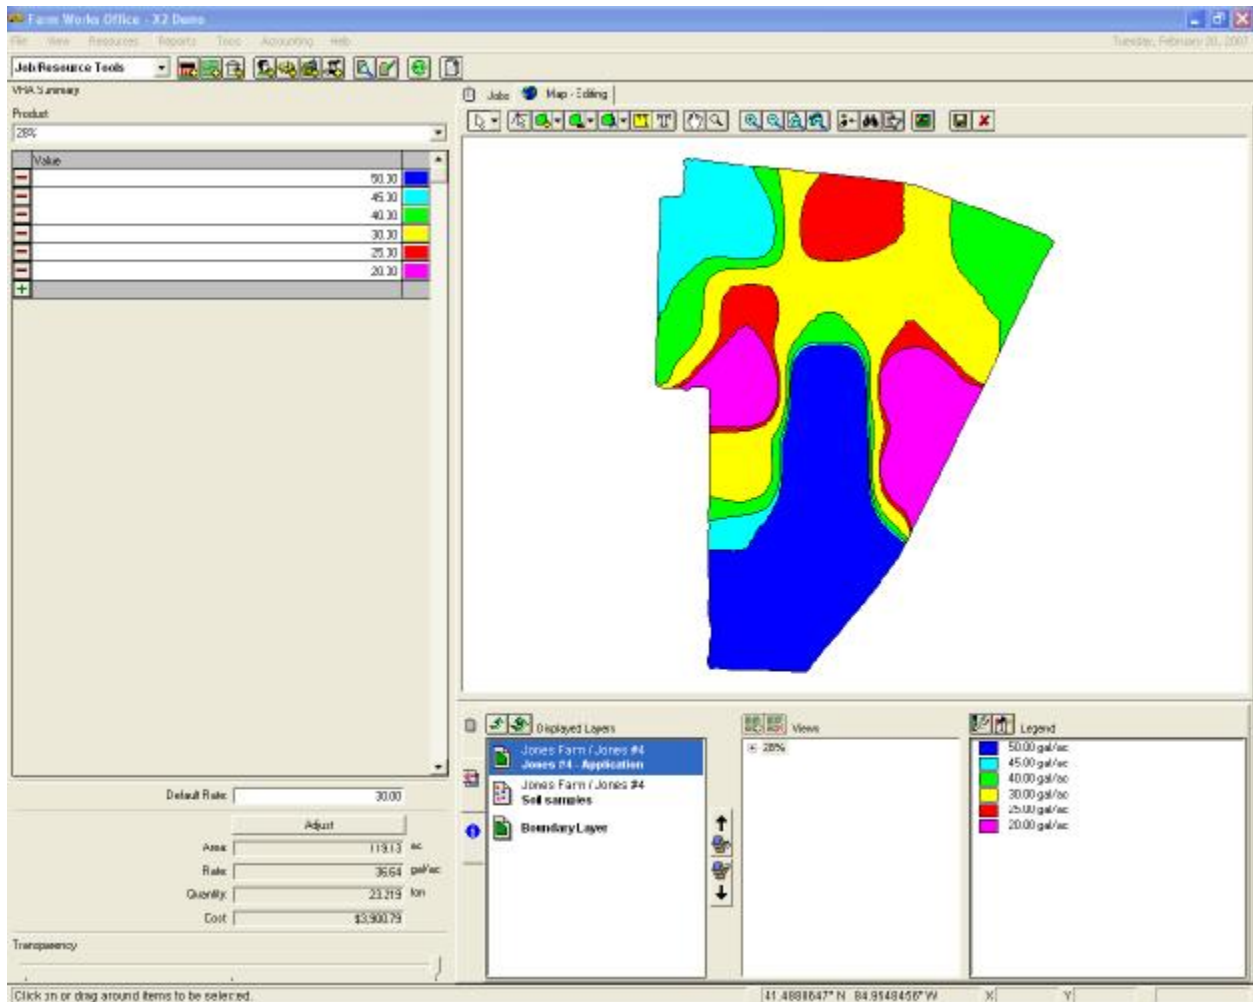 Farm Works Office - X2 Demo
File View Resources Reports Tools Accounting Help
Tuesday, February 20, 2007
Job/Resource Tools
VRA Summary
Jobs Map - Editing
Product
28%
Value
50.00
45.00
40.00
30.00
25.00
20.00
Displayed Layers
Jones Farm / Jones #4
Jones #4 - Application
Jones Farm / Jones #4
Soil samples
Boundary Layer
Views
28%
Legend
50.00 gal/ac
45.00 gal/ac
40.00 gal/ac
30.00 gal/ac
25.00 gal/ac
20.00 gal/ac
Default Rate: 30.00
Adjust
Area: 119.13 ac
Rate: 36.64 gal/ac
Quantity: 23.219 ton
Cost: $3,900.79
Transparency
Click on or drag around items to be selected.
X: Y: